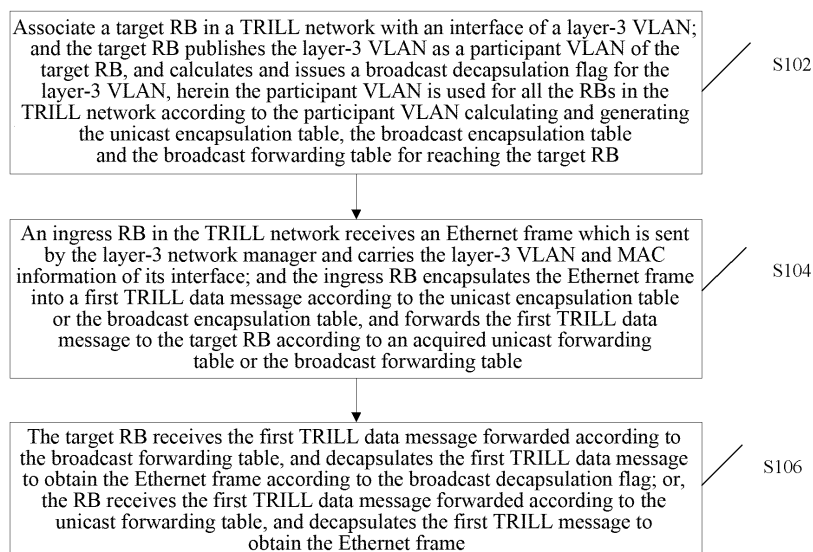 Associate a target RB in a TRILL network with an interface of a layer-3 VLAN;
and the target RB publishes the layer-3 VLAN as a participant VLAN of the
target RB, and calculates and issues a broadcast decapsulation flag for the
layer-3 VLAN, herein the participant VLAN is used for all the RBs in the
TRILL network according to the participant VLAN calculating and generating
the unicast encapsulation table, the broadcast encapsulation table
and the broadcast forwarding table for reaching the target RB
S102
An ingress RB in the TRILL network receives an Ethernet frame which is sent
by the layer-3 network manager and carries the layer-3 VLAN and MAC
information of its interface; and the ingress RB encapsulates the Ethernet frame
into a first TRILL data message according to the unicast encapsulation table
or the broadcast encapsulation table, and forwards the first TRILL data
message to the target RB according to an acquired unicast forwarding
table or the broadcast forwarding table
S104
The target RB receives the first TRILL data message forwarded according to
the broadcast forwarding table, and decapsulates the first TRILL data message
to obtain the Ethernet frame according to the broadcast decapsulation flag; or,
the RB receives the first TRILL data message forwarded according to the
unicast forwarding table, and decapsulates the first TRILL message to
obtain the Ethernet frame
S106